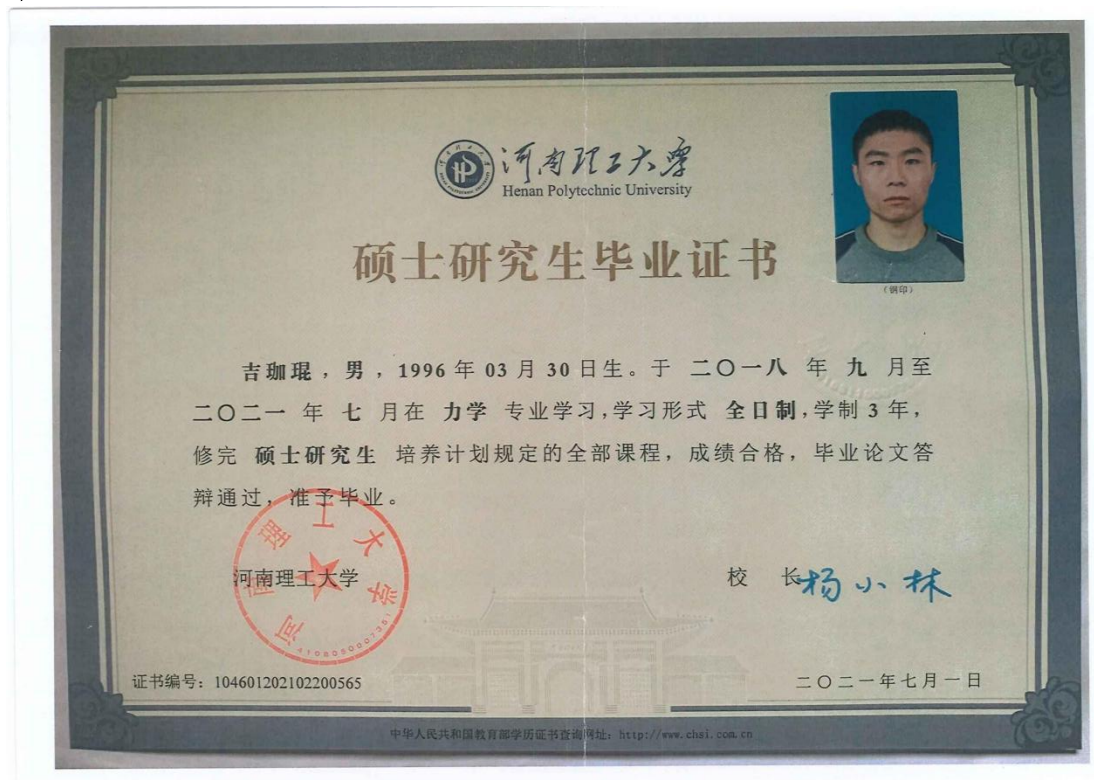 河南理工大学
Henan Polytechnic University
硕士研究生毕业证书
（钢印）
吉珈琨，男，1996 年 03 月 30 日生。于 二〇一八 年 九 月至
二〇二一 年 七 月在 力学 专业学习,学习形式 全日制,学制 3 年，
修完 硕士研究生 培养计划规定的全部课程，成绩合格，毕业论文答
辩通过，准予毕业。
河南理工大学
河南理工大学
校 长 杨小林
证书编号：104601202102200565
二〇二一年七月一日
中华人民共和国教育部学历证书查询网址：http://www.chsi.com.cn